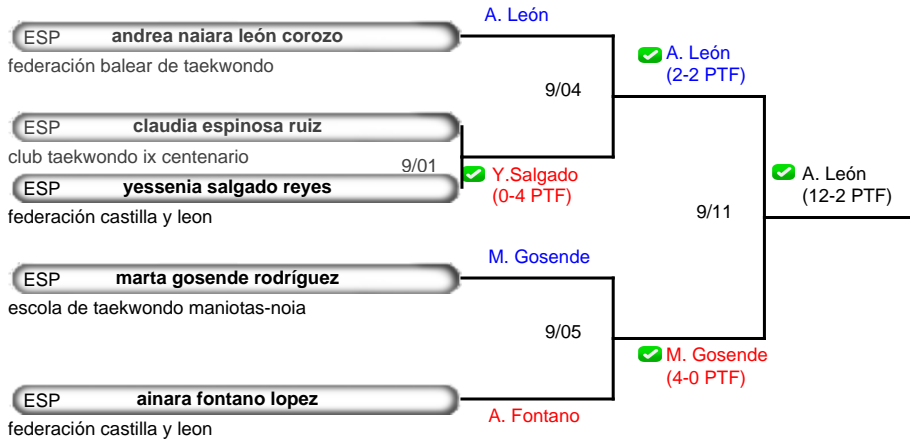 A. León
ESP andrea naiara león corozo
federación balear de taekwondo
A. León
(2-2 PTF)
9/04
ESP claudia espinosa ruiz
club taekwondo ix centenario
9/01
Y.Salgado
(0-4 PTF)
ESP yessenia salgado reyes
federación castilla y leon
A. León
(12-2 PTF)
9/11
M. Gosende
ESP marta gosende rodríguez
escola de taekwondo maniotas-noia
9/05
M. Gosende
(4-0 PTF)
ESP ainara fontano lopez
A. Fontano
federación castilla y leon